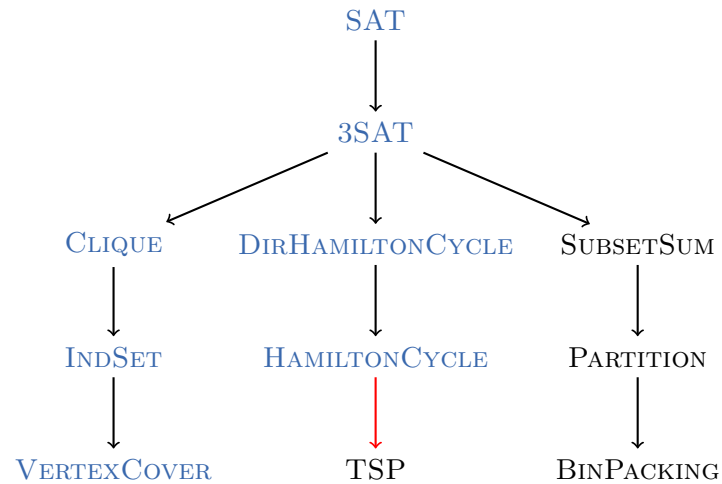 SAT
3SAT
CLIQUE DIRHAMILTONCYCLE SUBSETSUM
INDSET HAMILTONCYCLE PARTITION
VERTEXCOVER TSP BINPACKING